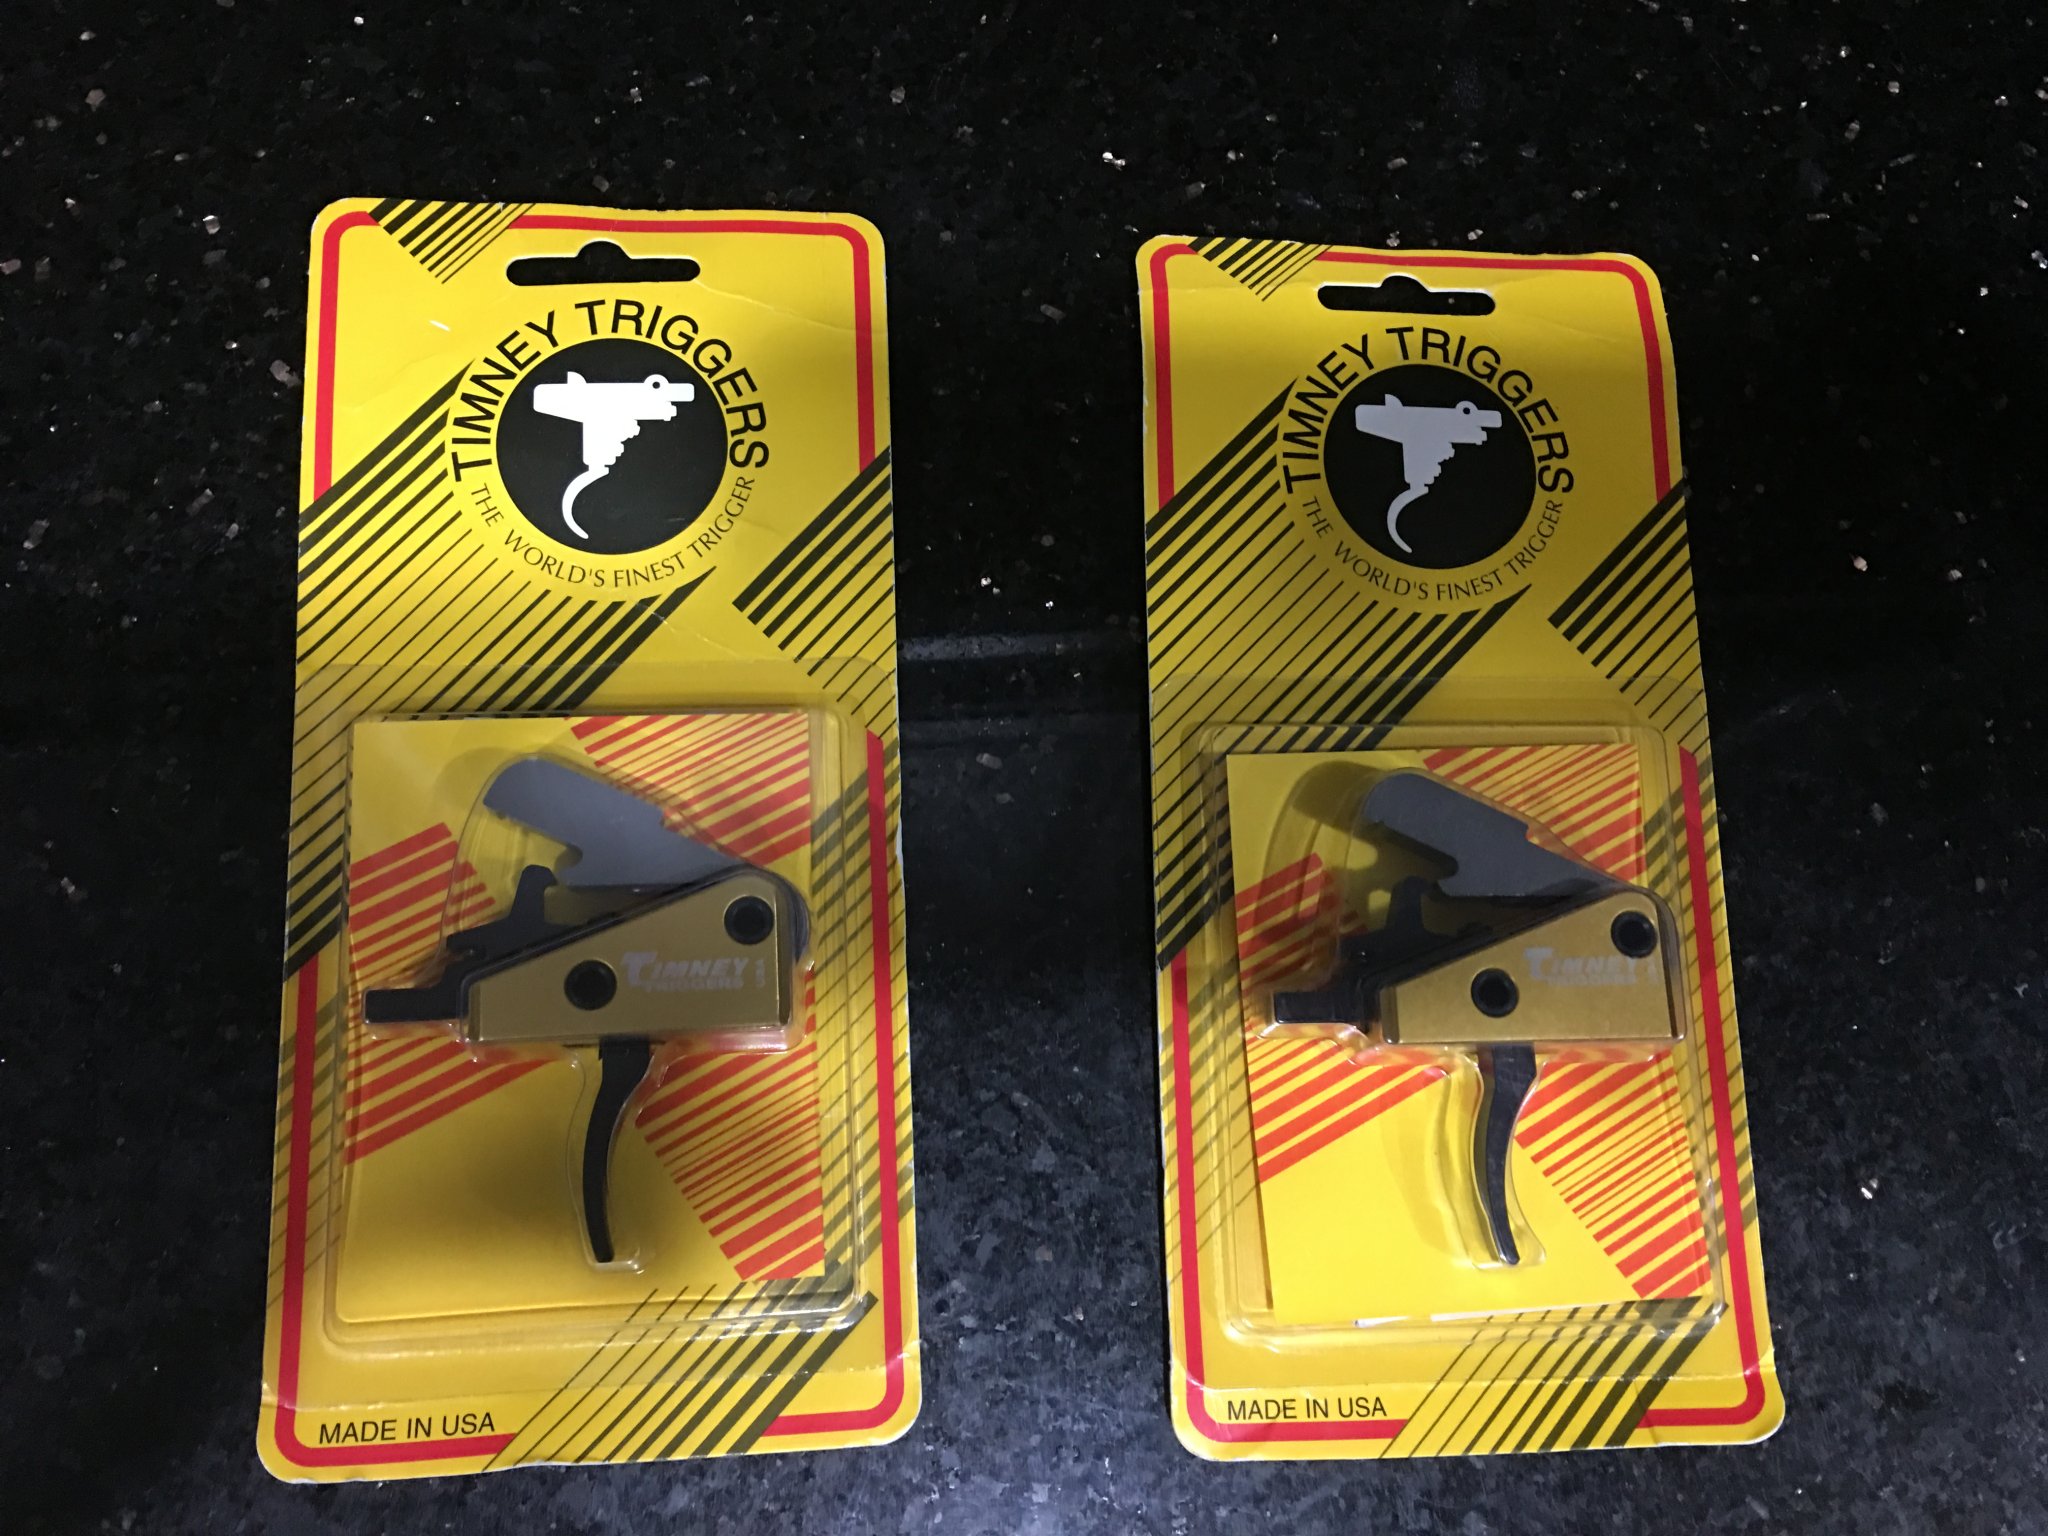 TIMNEY TRIGGERS
THE WORLD'S FINEST TRIGGER
TIMNEY
TRIGGERS
MADE IN USA
TIMNEY TRIGGERS
THE WORLD'S FINEST TRIGGER
TIMNEY
TRIGGERS
MADE IN USA